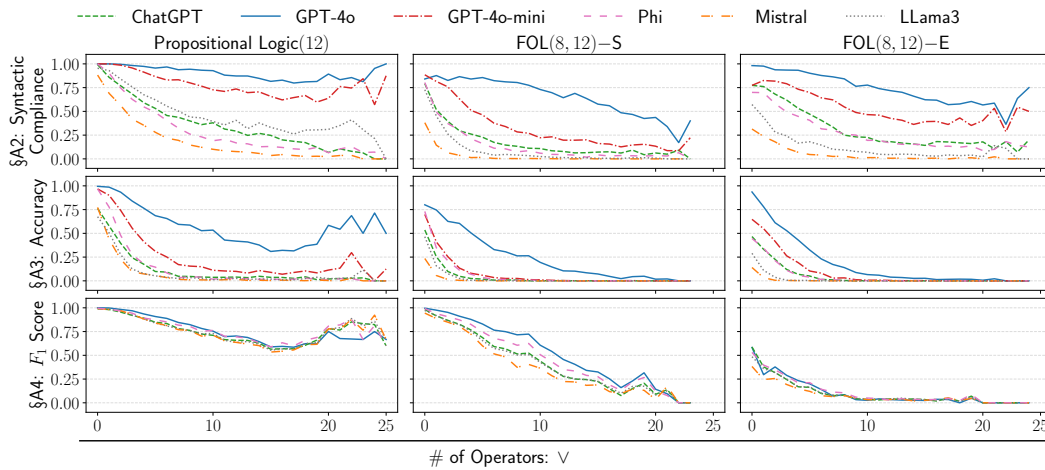 ChatGPT GPT-4o GPT-4o-mini Phi Mistral LLama3
Propositional Logic(12) FOL(8, 12)−S FOL(8, 12)−E
§A2: Syntactic
Compliance
1.00
0.75
0.50
0.25
0.00
§A3: Accuracy
1.00
0.75
0.50
0.25
0.00
§A4: F1 Score
1.00
0.75
0.50
0.25
0.00
0 10 20 25 0 10 20 25 0 10 20 25
# of Operators: ∨